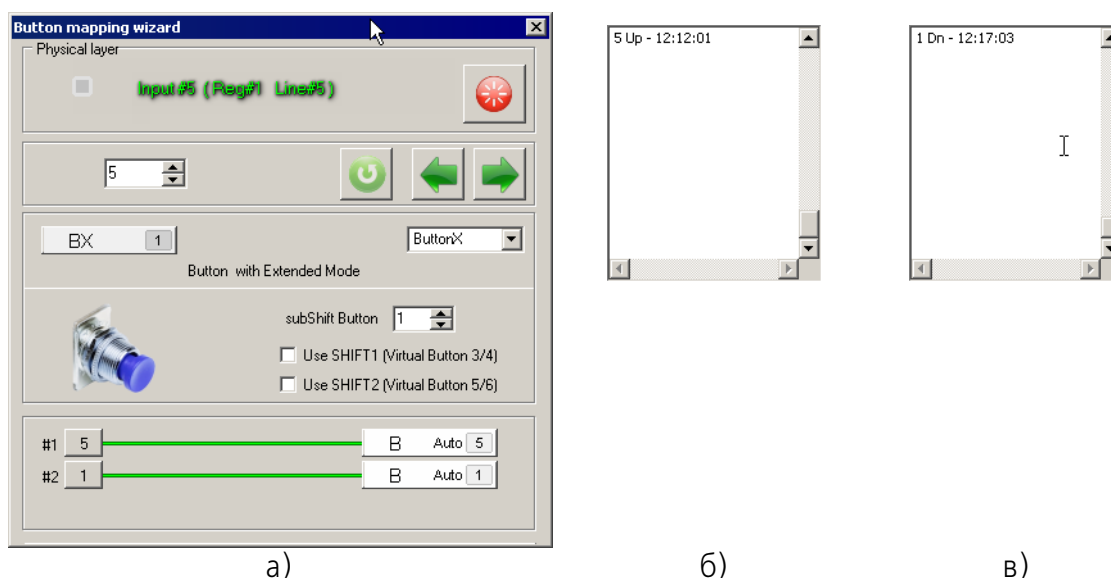 Button mapping wizard
Physical layer
Input#5 (Reg#1 Line#5)
5
BX 1
ButtonX
Button with Extended Mode
subShift Button 1
Use SHIFT1 (Virtual Button 3/4)
Use SHIFT2 (Virtual Button 5/6)
#1 5 B Auto 5
#2 1 B Auto 1
а)
5 Up - 12:12:01
б)
1 Dn - 12:17:03
в)